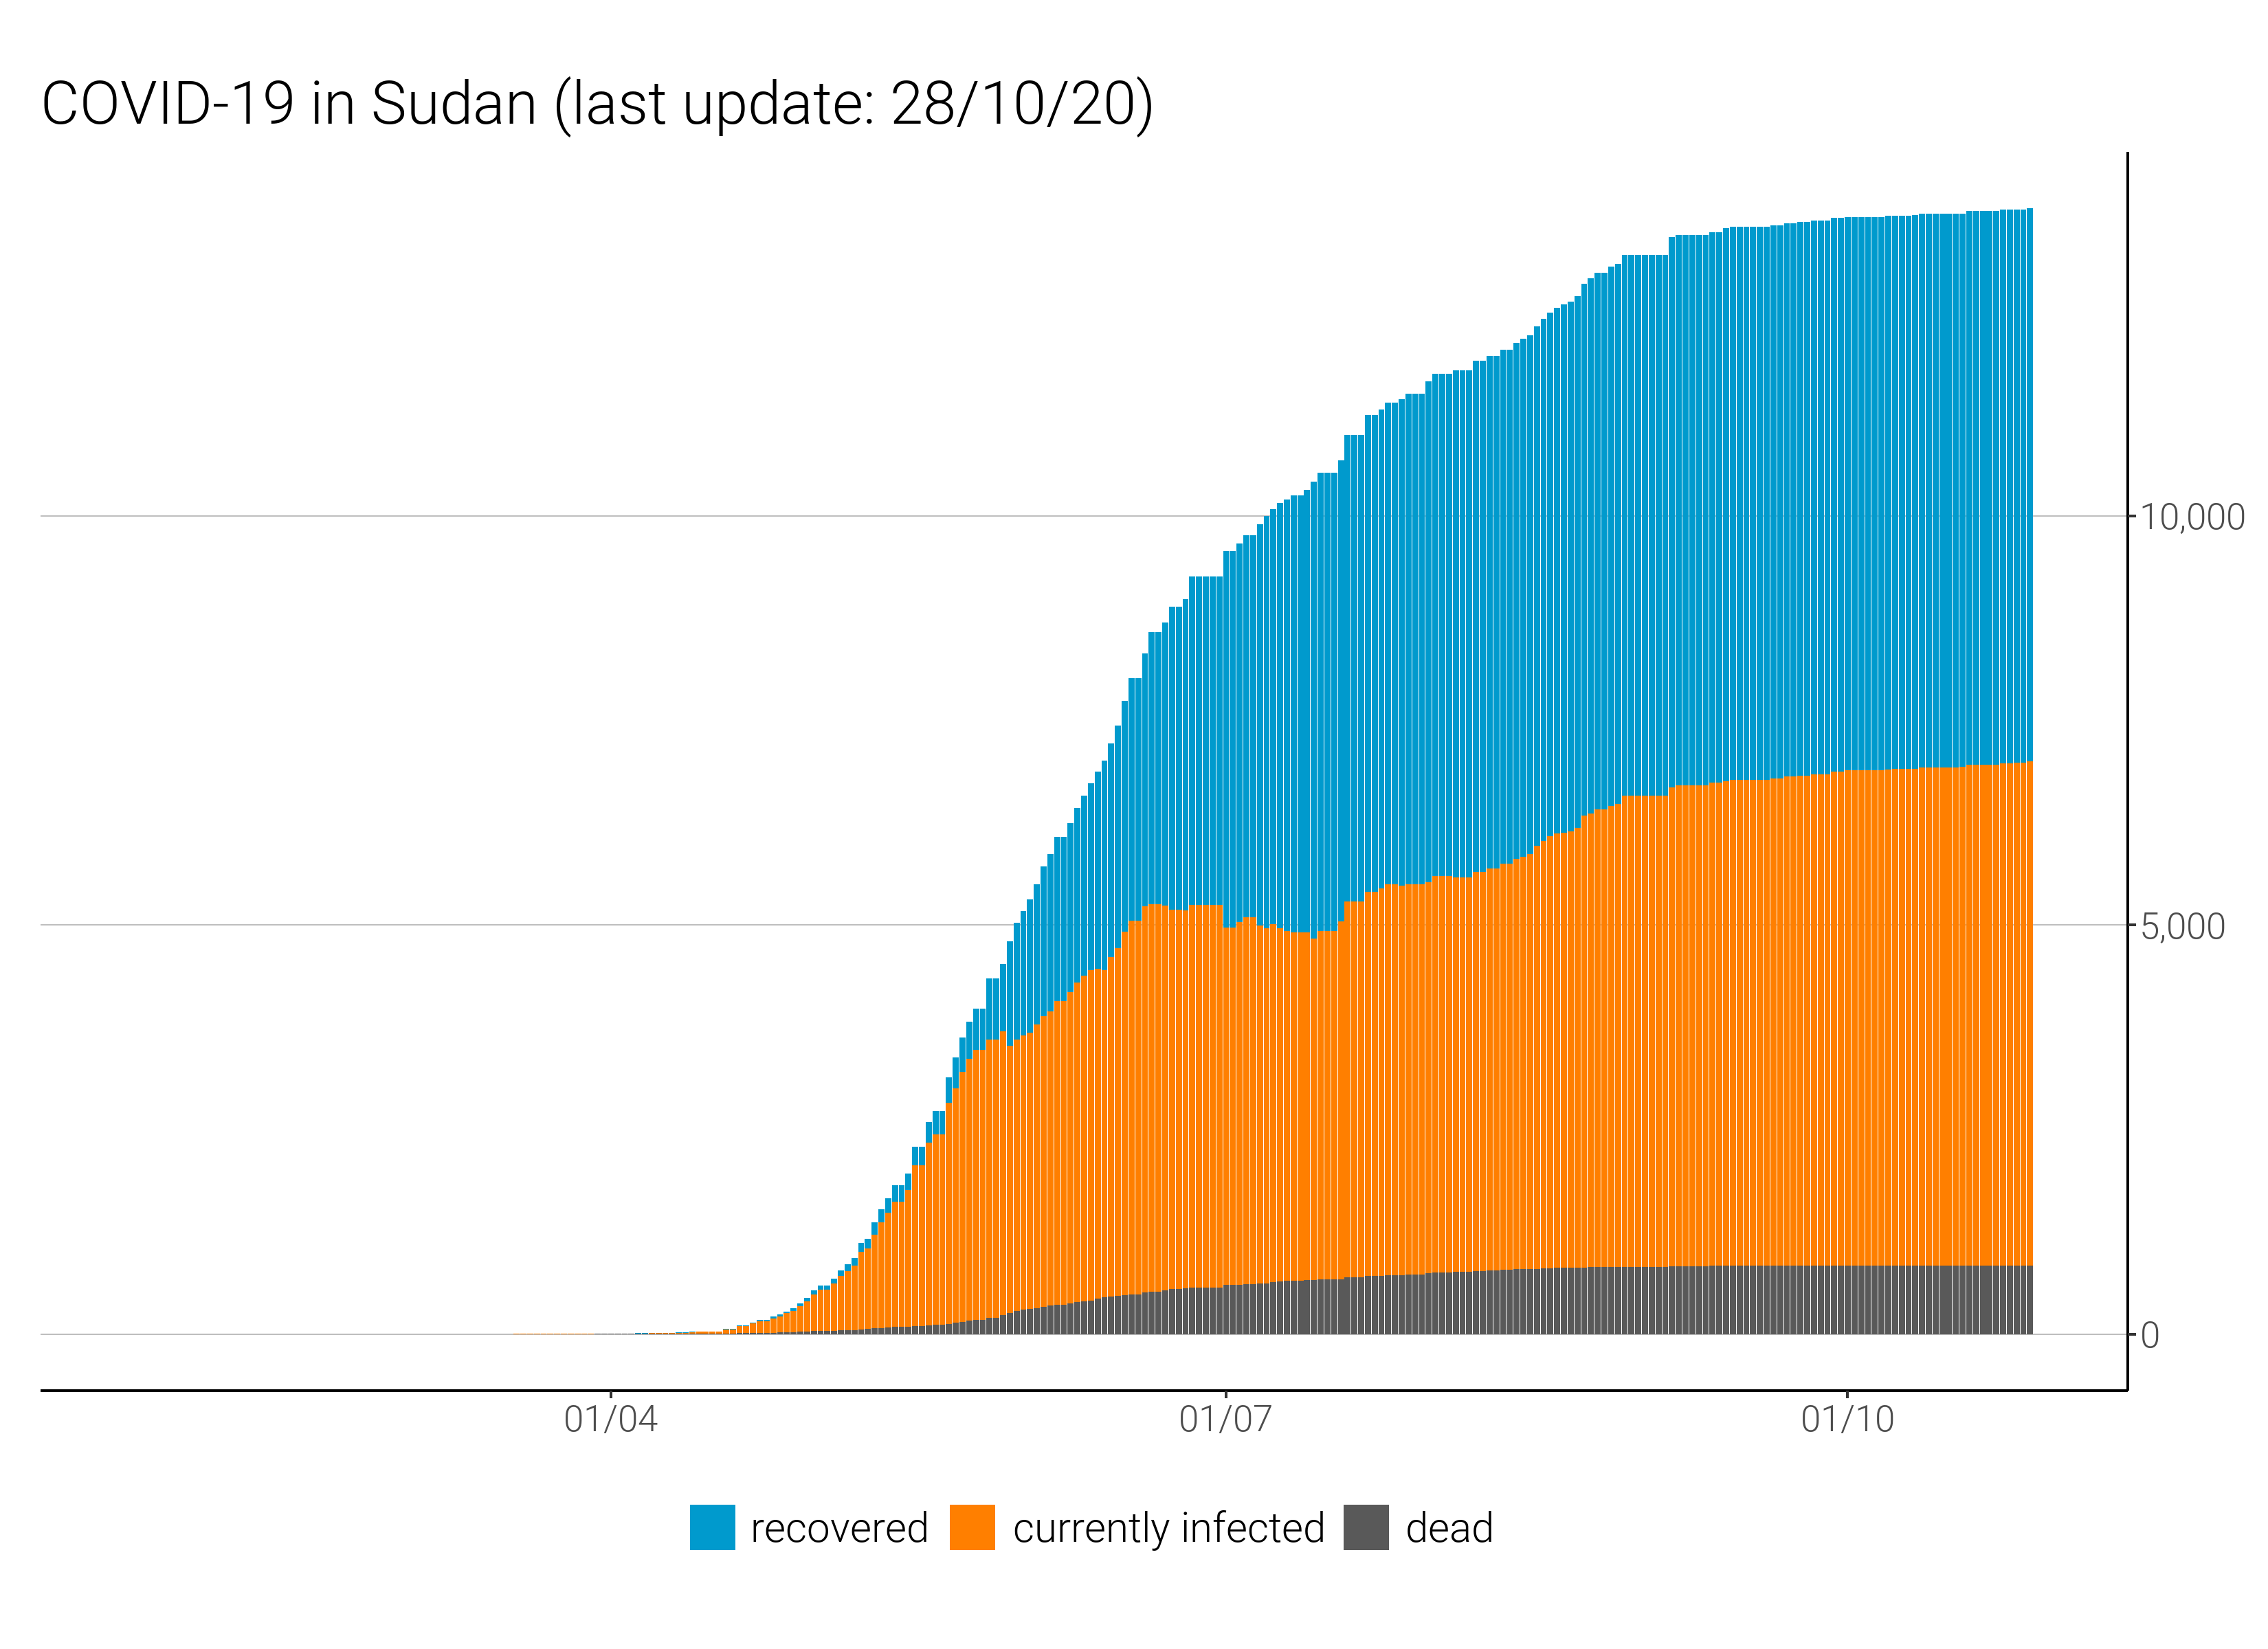 COVID-19 in Sudan (last update: 28/10/20)
10,000
5,000
0
01/04 01/07 01/10
recovered currently infected dead